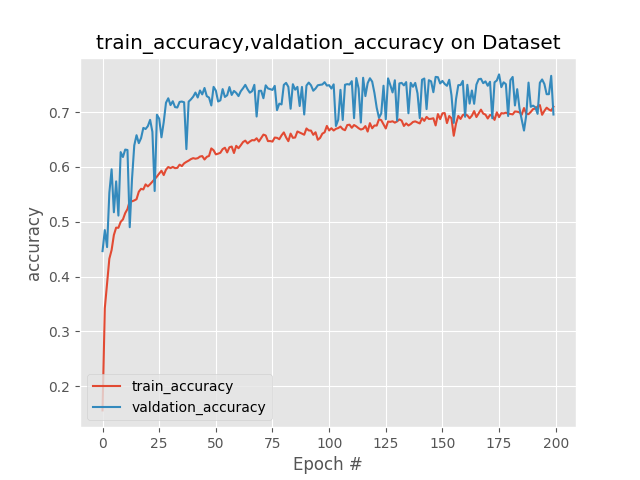 train_accuracy,valdation_accuracy on Dataset
accuracy
0.7
0.6
0.5
0.4
0.3
0.2
train_accuracy
valdation_accuracy
0 25 50 75 100 125 150 175 200
Epoch #